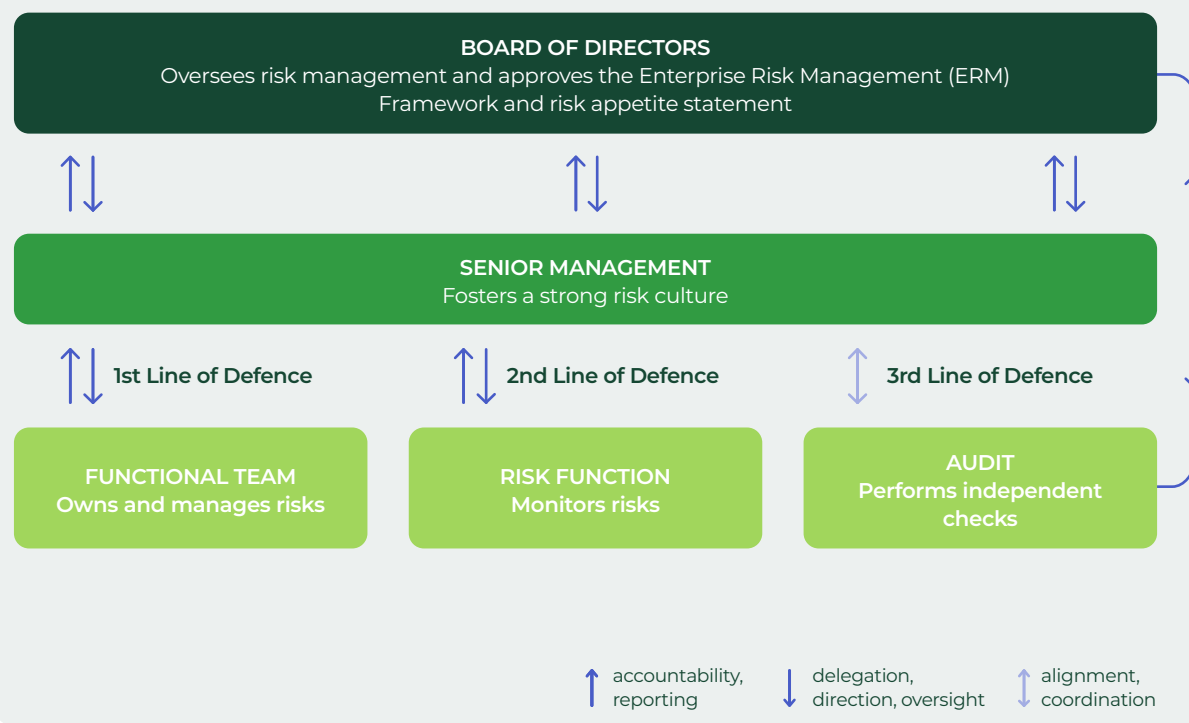 BOARD OF DIRECTORS
Oversees risk management and approves the Enterprise Risk Management (ERM)
Framework and risk appetite statement
SENIOR MANAGEMENT
Fosters a strong risk culture
1st Line of Defence
2nd Line of Defence
3rd Line of Defence
FUNCTIONAL TEAM
Owns and manages risks
RISK FUNCTION
Monitors risks
AUDIT
Performs independent
checks
accountability,
reporting
delegation,
direction, oversight
alignment,
coordination